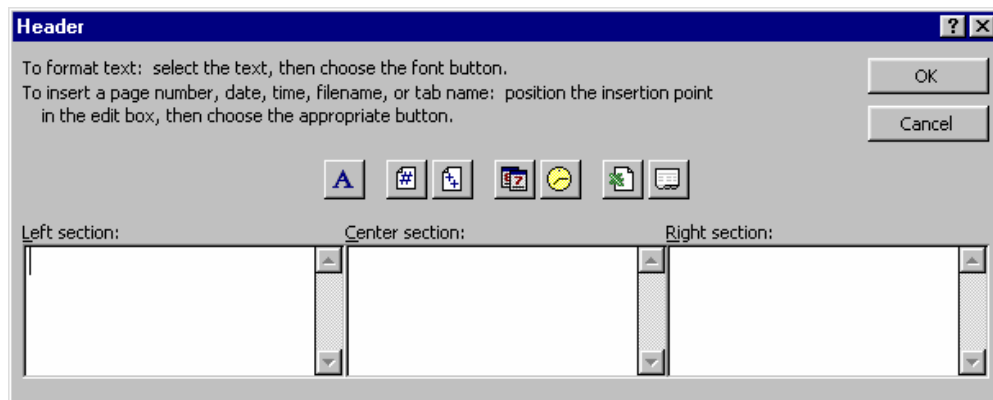 Header
To format text: select the text, then choose the font button.
To insert a page number, date, time, filename, or tab name: position the insertion point
in the edit box, then choose the appropriate button.
OK
Cancel
A
Left section:
Center section:
Right section: